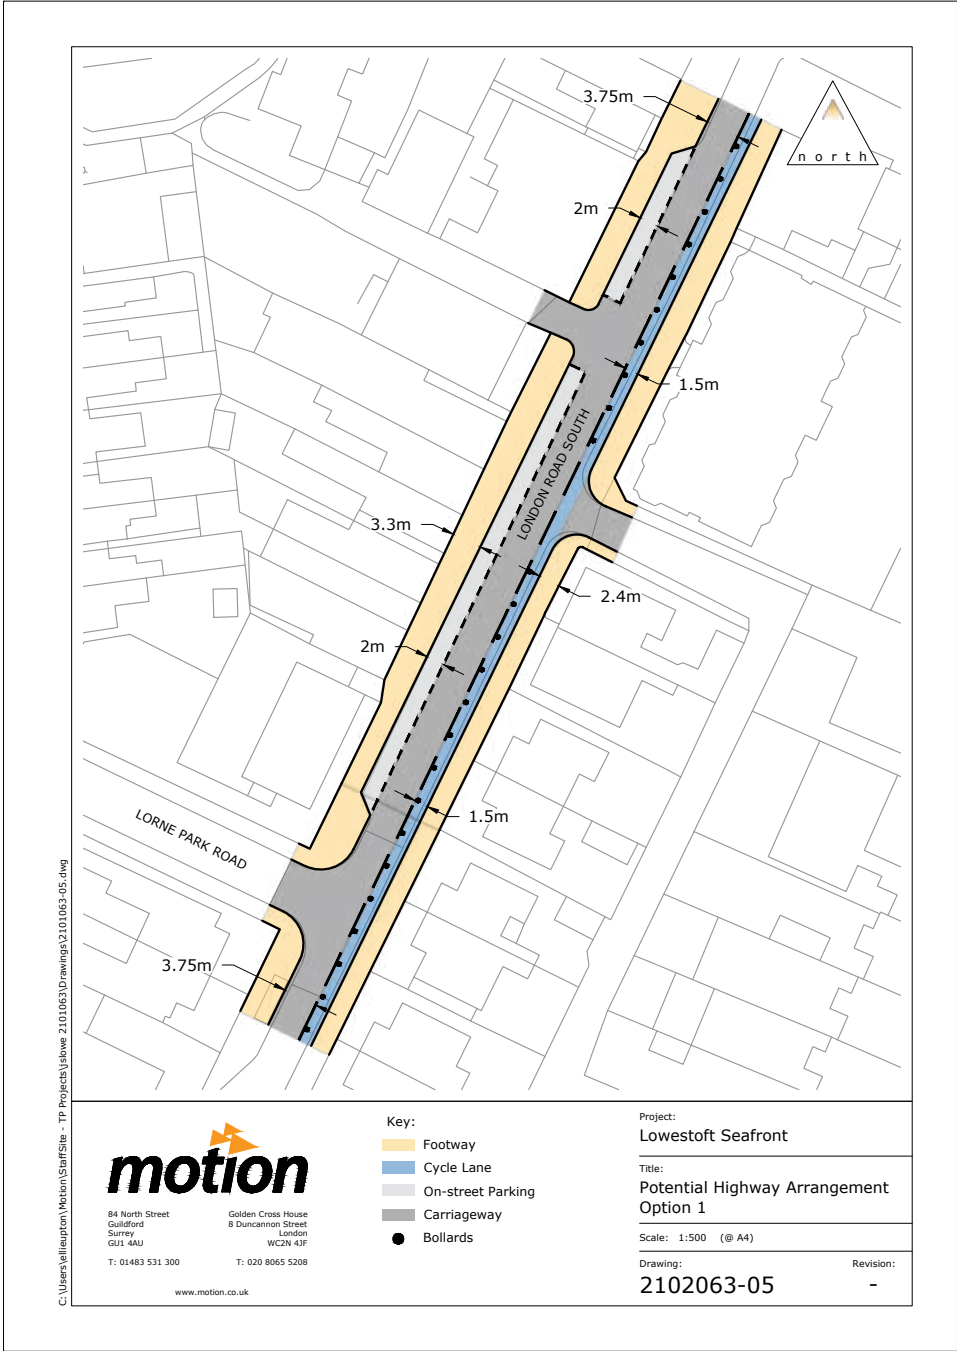 3.75m
north
2m
1.5m
LONDON ROAD SOUTH
3.3m
2.4m
2m
1.5m
LORNE PARK ROAD
3.75m
C:\Users\ellieupton\Motion\StaffSite - TP Projects\jslowe 2101063\Drawings\2101063-05.dwg
motion
84 North Street
Guildford
Surrey
GU1 4AU
T: 01483 531 300
Golden Cross House
8 Duncannon Street
London
WC2N 4JF
T: 020 8065 5208
www.motion.co.uk
Key:
Footway
Cycle Lane
On-street Parking
Carriageway
Bollards
Project:
Lowestoft Seafront
Title:
Potential Highway Arrangement
Option 1
Scale: 1:500 (@ A4)
Drawing:
2102063-05
Revision:
-